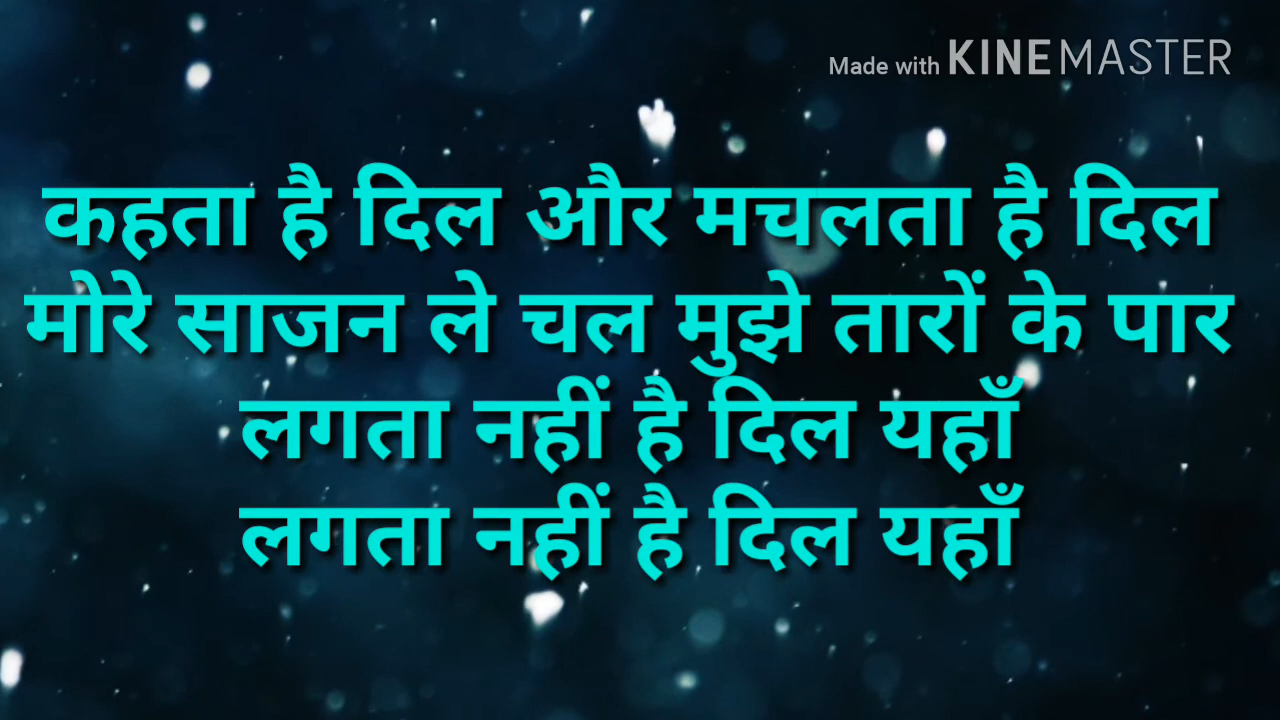 Made with KINEMASTER
कहता है दिल और मचलता है दिल
मोरे साजन ले चल मुझे तारों के पार
लगता नहीं है दिल यहाँ
लगता नहीं है दिल यहाँ